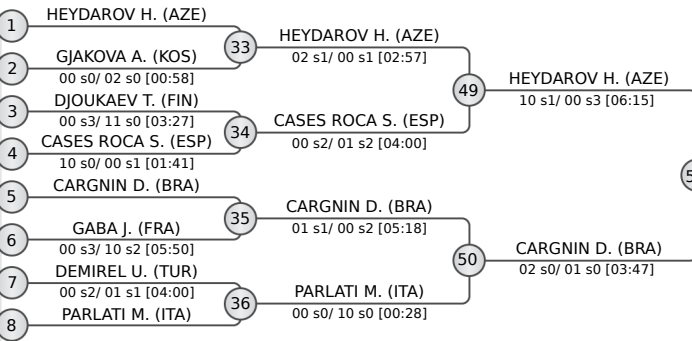 1 HEYDAROV H. (AZE)
2 GJAKOVA A. (KOS)
00 s0/ 02 s0 [00:58]
3 DJOUKAEV T. (FIN)
00 s3/ 11 s0 [03:27]
4 CASES ROCA S. (ESP)
10 s0/ 00 s1 [01:41]
5 CARGNIN D. (BRA)
6 GABA J. (FRA)
00 s3/ 10 s2 [05:50]
7 DEMIREL U. (TUR)
00 s2/ 01 s1 [04:00]
8 PARLATI M. (ITA)
33 HEYDAROV H. (AZE)
02 s1/ 00 s1 [02:57]
34 CASES ROCA S. (ESP)
00 s2/ 01 s2 [04:00]
35 CARGNIN D. (BRA)
01 s1/ 00 s2 [05:18]
36 PARLATI M. (ITA)
00 s0/ 10 s0 [00:28]
49 HEYDAROV H. (AZE)
10 s1/ 00 s3 [06:15]
50 CARGNIN D. (BRA)
02 s0/ 01 s0 [03:47]